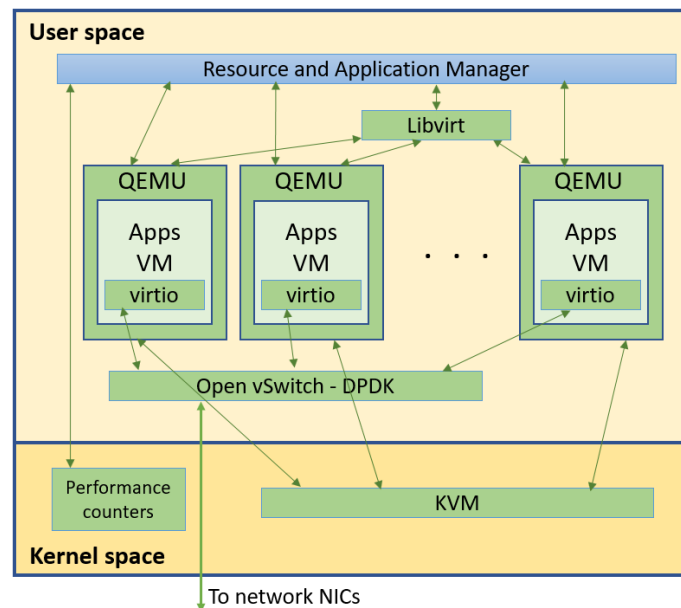 User space
Resource and Application Manager
Libvirt
QEMU
Apps
VM
virtio
QEMU
Apps
VM
virtio
. . .
QEMU
Apps
VM
virtio
Open vSwitch - DPDK
Performance
counters
KVM
Kernel space
To network NICs